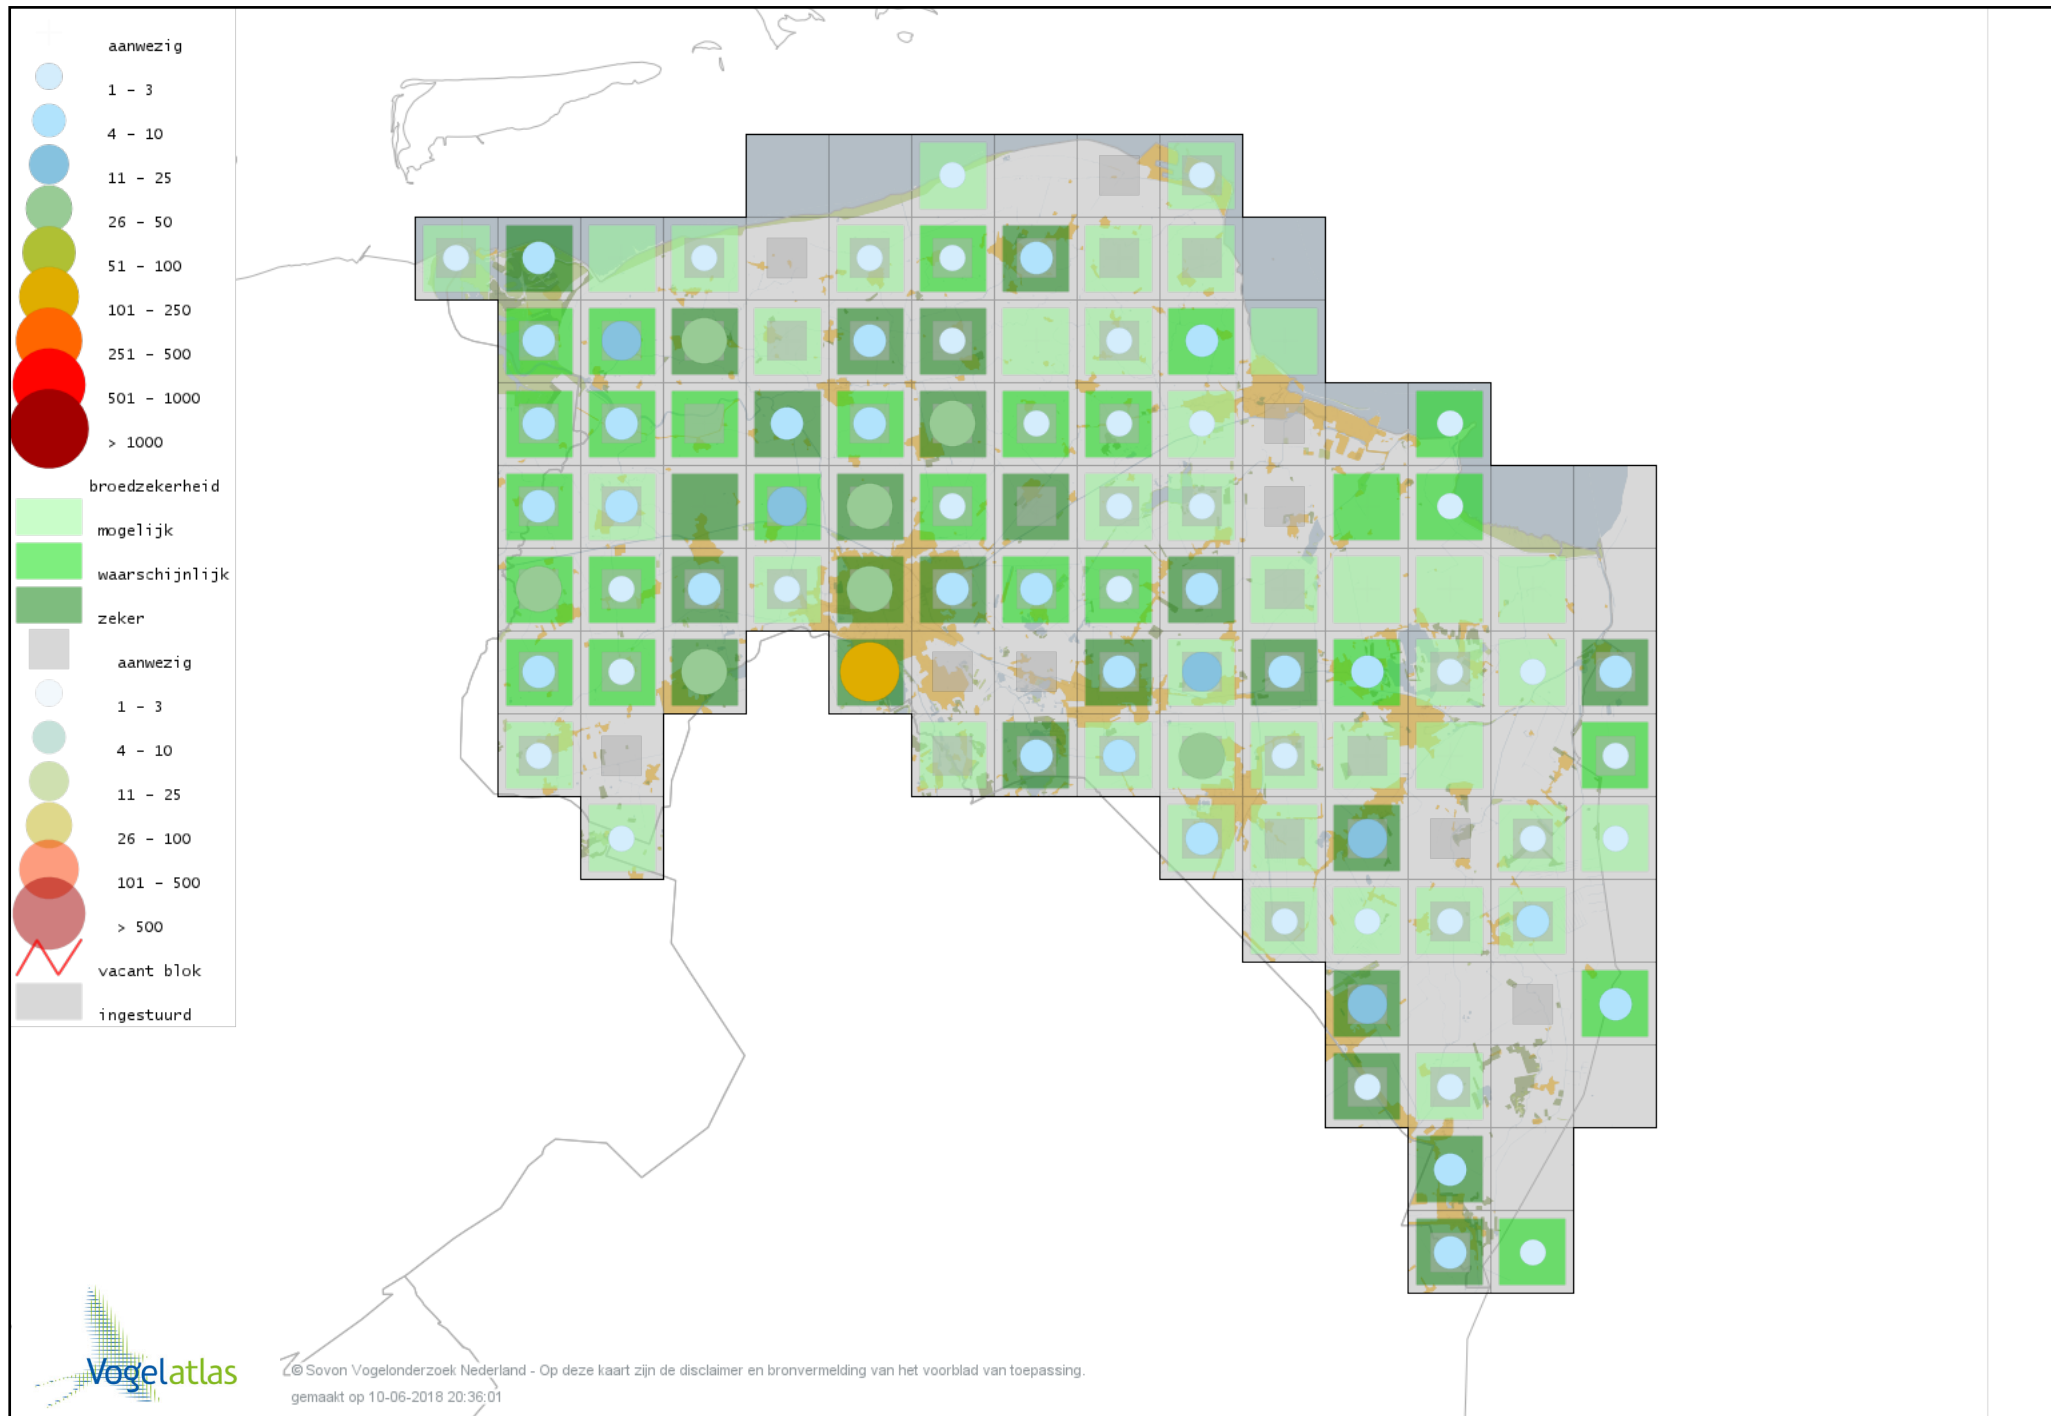 aanwezig
1 - 3
4 - 10
11 - 25
26 - 50
51 - 100
101 - 250
251 - 500
501 - 1000
> 1000
broedzekerheid
mogelijk
waarschijnlijk
zeker
aanwezig
1 - 3
4 - 10
11 - 25
26 - 100
101 - 500
> 500
vacant blok
ingestuurd
Vogelatlas
© Sovon Vogelonderzoek Nederland - Op deze kaart zijn de disclaimer en bronvermelding van het voorblad van toepassing.
gemaakt op 10-06-2018 20:36:01